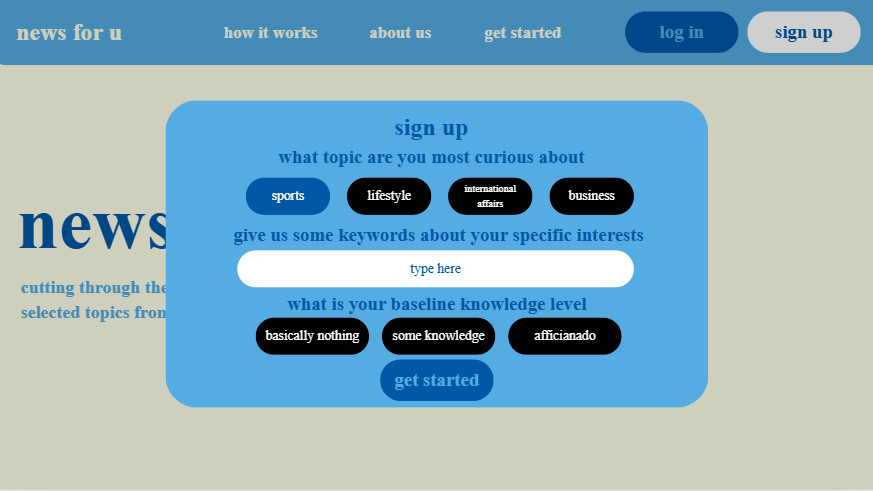 news for u
how it works
about us
get started
log in
sign up
sign up
what topic are you most curious about
sports
lifestyle
international
affairs
business
give us some keywords about your specific interests
type here
what is your baseline knowledge level
basically nothing
some knowledge
afficianado
get started
news
cutting through the
selected topics from